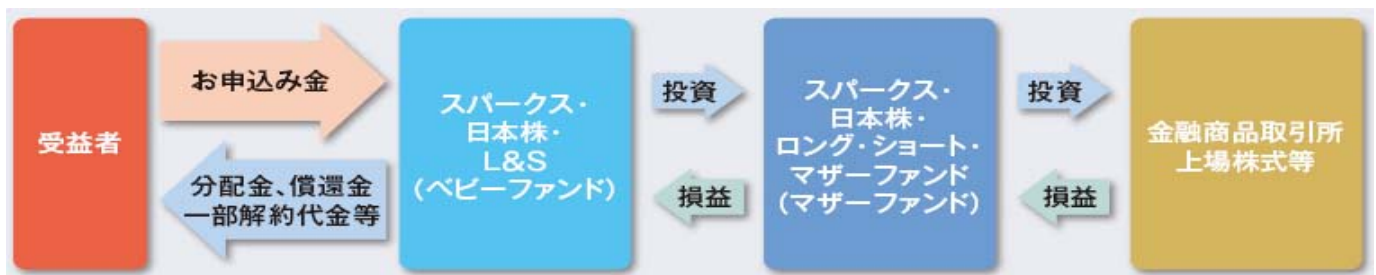 受益者
お申込み金
分配金、償還金
一部解約代金等
スパークス・
日本株・
L&S
(ベビーファンド)
投資
損益
スパークス・
日本株・
ロング・ショート・
マザーファンド
(マザーファンド)
投資
損益
金融商品取引所
上場株式等